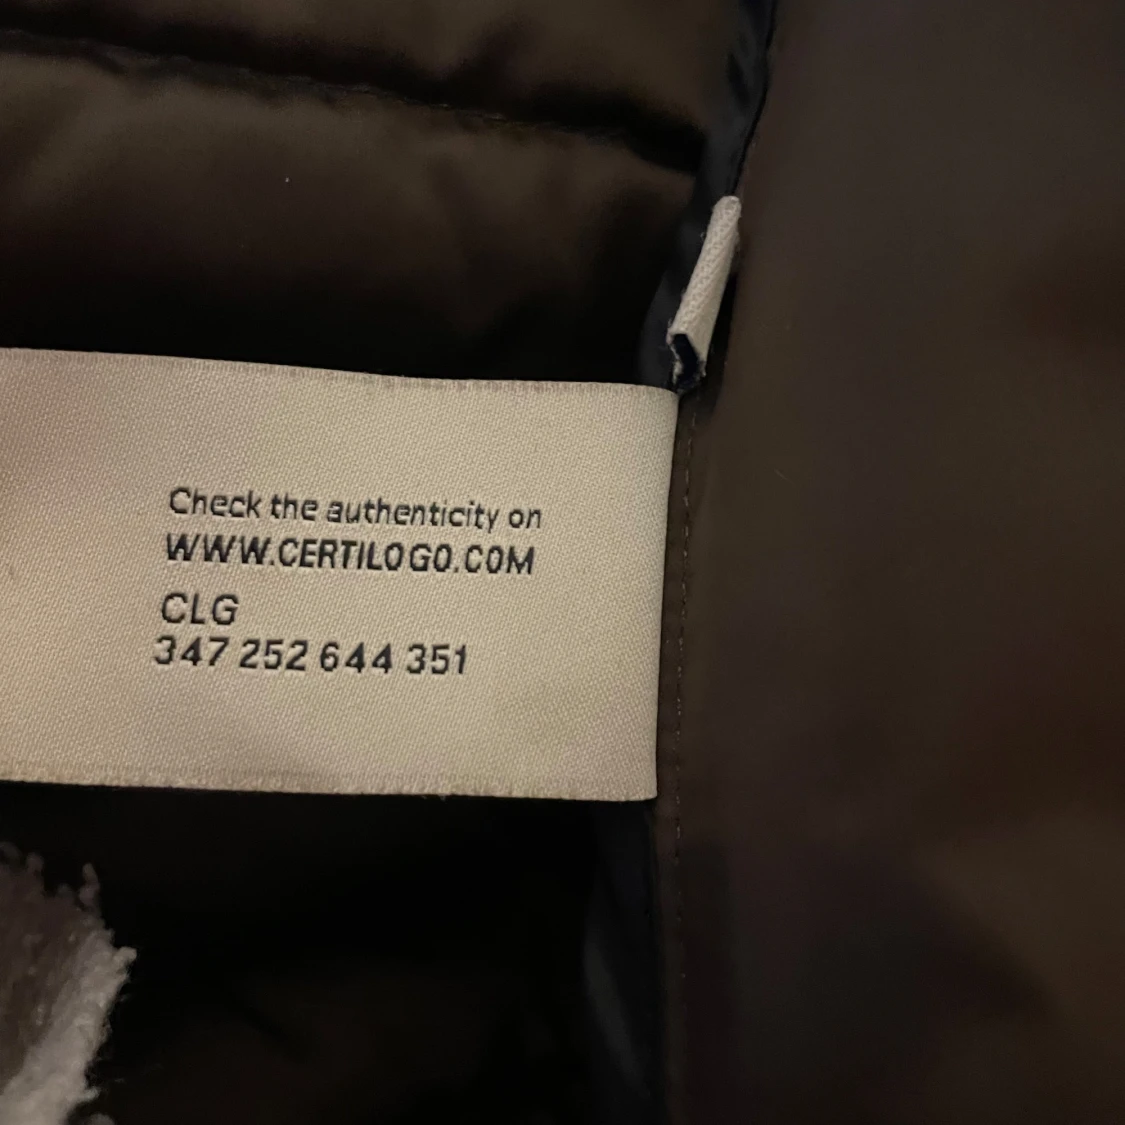 Check the authenticity on
WWW.CERTILOGO.COM
CLG
347 252 644 351